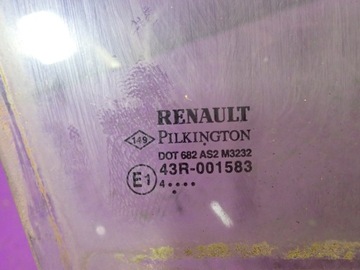 RENAULT
149 PILKINGTON
DOT 682 AS2 M3232
E1 43R-001583
4....
.